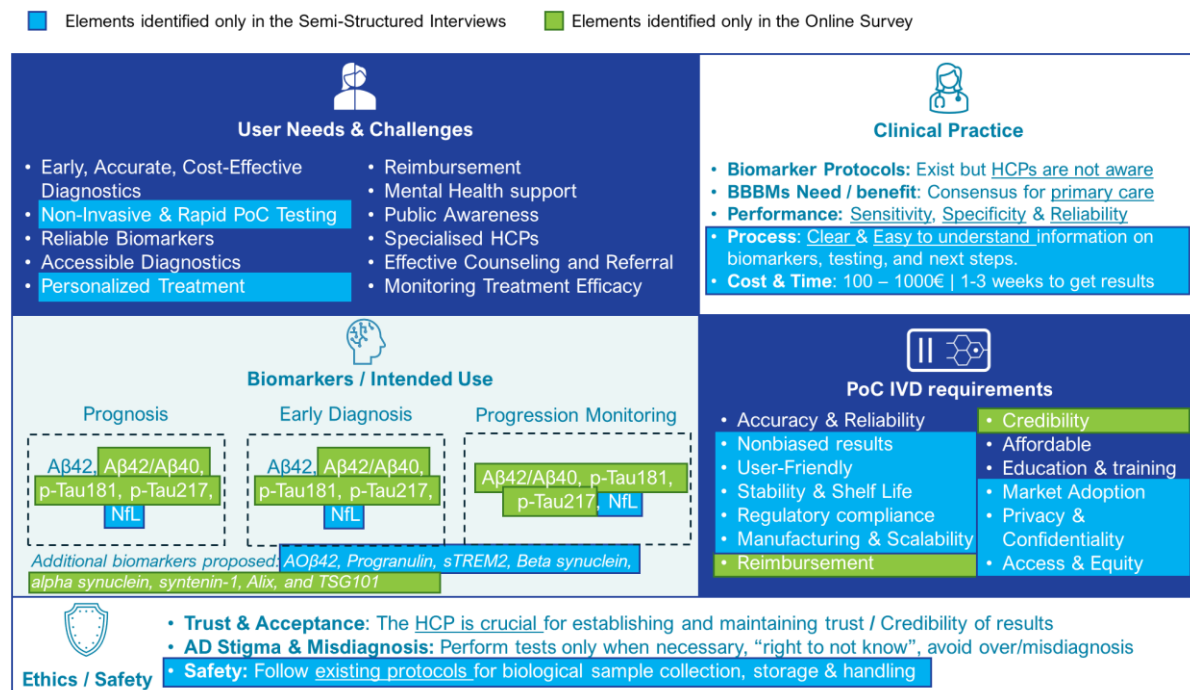 Elements identified only in the Semi-Structured Interviews
Elements identified only in the Online Survey
User Needs & Challenges
• Early, Accurate, Cost-Effective
Diagnostics
• Non-Invasive & Rapid PoC Testing
• Reliable Biomarkers
• Accessible Diagnostics
• Personalized Treatment
• Reimbursement
• Mental Health support
• Public Awareness
• Specialised HCPs
• Effective Counseling and Referral
• Monitoring Treatment Efficacy
Clinical Practice
• Biomarker Protocols: Exist but HCPs are not aware
• BBBMs Need / benefit: Consensus for primary care
• Performance: Sensitivity, Specificity & Reliability
• Process: Clear & Easy to understand information on
biomarkers, testing, and next steps.
• Cost & Time: 100 – 1000€ | 1-3 weeks to get results
Biomarkers / Intended Use
Prognosis
Aβ42, Aβ42/Aβ40,
p-Tau181, p-Tau217,
NfL
Early Diagnosis
Aβ42, Aβ42/Aβ40,
p-Tau181, p-Tau217,
NfL
Progression Monitoring
Aβ42/Aβ40, p-Tau181,
p-Tau217, NfL
Additional biomarkers proposed: AOβ42, Progranulin, sTREM2, Beta synuclein,
alpha synuclein, syntenin-1, Alix, and TSG101
PoC IVD requirements
• Accuracy & Reliability
• Nonbiased results
• User-Friendly
• Stability & Shelf Life
• Regulatory compliance
• Manufacturing & Scalability
• Reimbursement
• Credibility
• Affordable
• Education & training
• Market Adoption
• Privacy &
Confidentiality
• Access & Equity
Ethics / Safety
• Trust & Acceptance: The HCP is crucial for establishing and maintaining trust / Credibility of results
• AD Stigma & Misdiagnosis: Perform tests only when necessary, “right to not know”, avoid over/misdiagnosis
• Safety: Follow existing protocols for biological sample collection, storage & handling